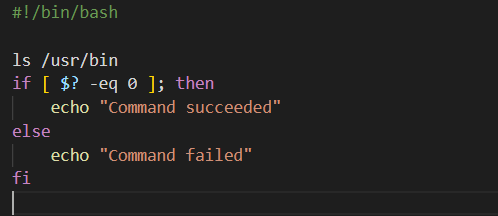 #!/bin/bash

ls /usr/bin
if [ $? -eq 0 ]; then
    echo "Command succeeded"
else
    echo "Command failed"
fi